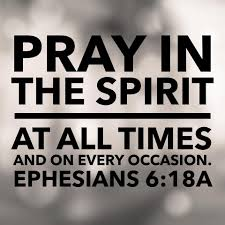 PRAY IN
THE SPIRIT
AT ALL TIMES
AND ON EVERY OCCASION.
EPHESIANS 6:18A